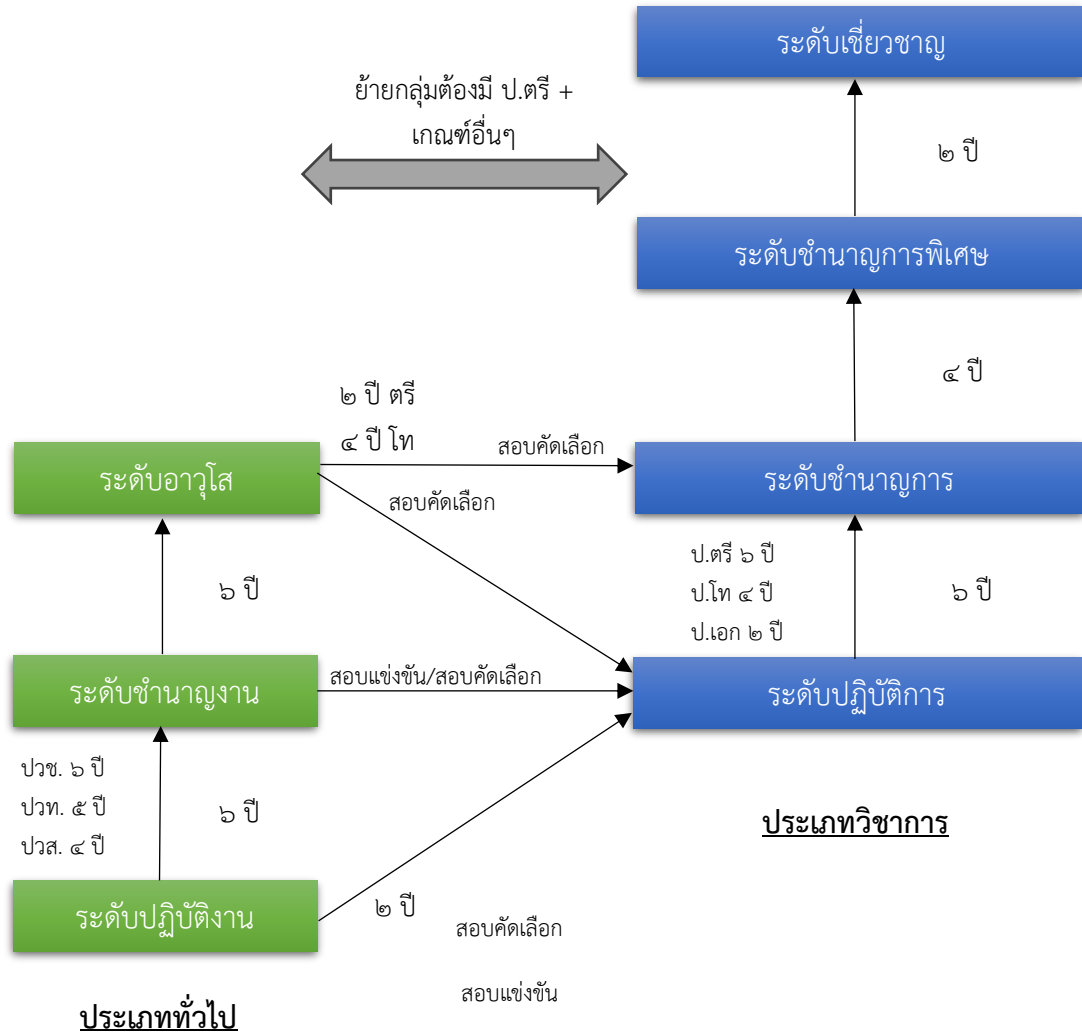 ระดับเชี่ยวชาญ
ย้ายกลุ่มต้องมี ป.ตรี +
เกณฑ์อื่นๆ
๒ ปี
ระดับชำนาญการพิเศษ
๔ ปี
๒ ปี ตรี
๔ ปี โท
สอบคัดเลือก
ระดับอาวุโส
ระดับชำนาญการ
สอบคัดเลือก
ป.ตรี ๖ ปี
ป.โท ๔ ปี
ป.เอก ๒ ปี
๖ ปี
๖ ปี
สอบแข่งขัน/สอบคัดเลือก
ระดับชำนาญงาน
ระดับปฏิบัติการ
ปวช. ๖ ปี
ปวท. ๕ ปี
ปวส. ๔ ปี
๖ ปี
ประเภทวิชาการ
ระดับปฏิบัติงาน
๒ ปี
สอบคัดเลือก
สอบแข่งขัน
ประเภททั่วไป